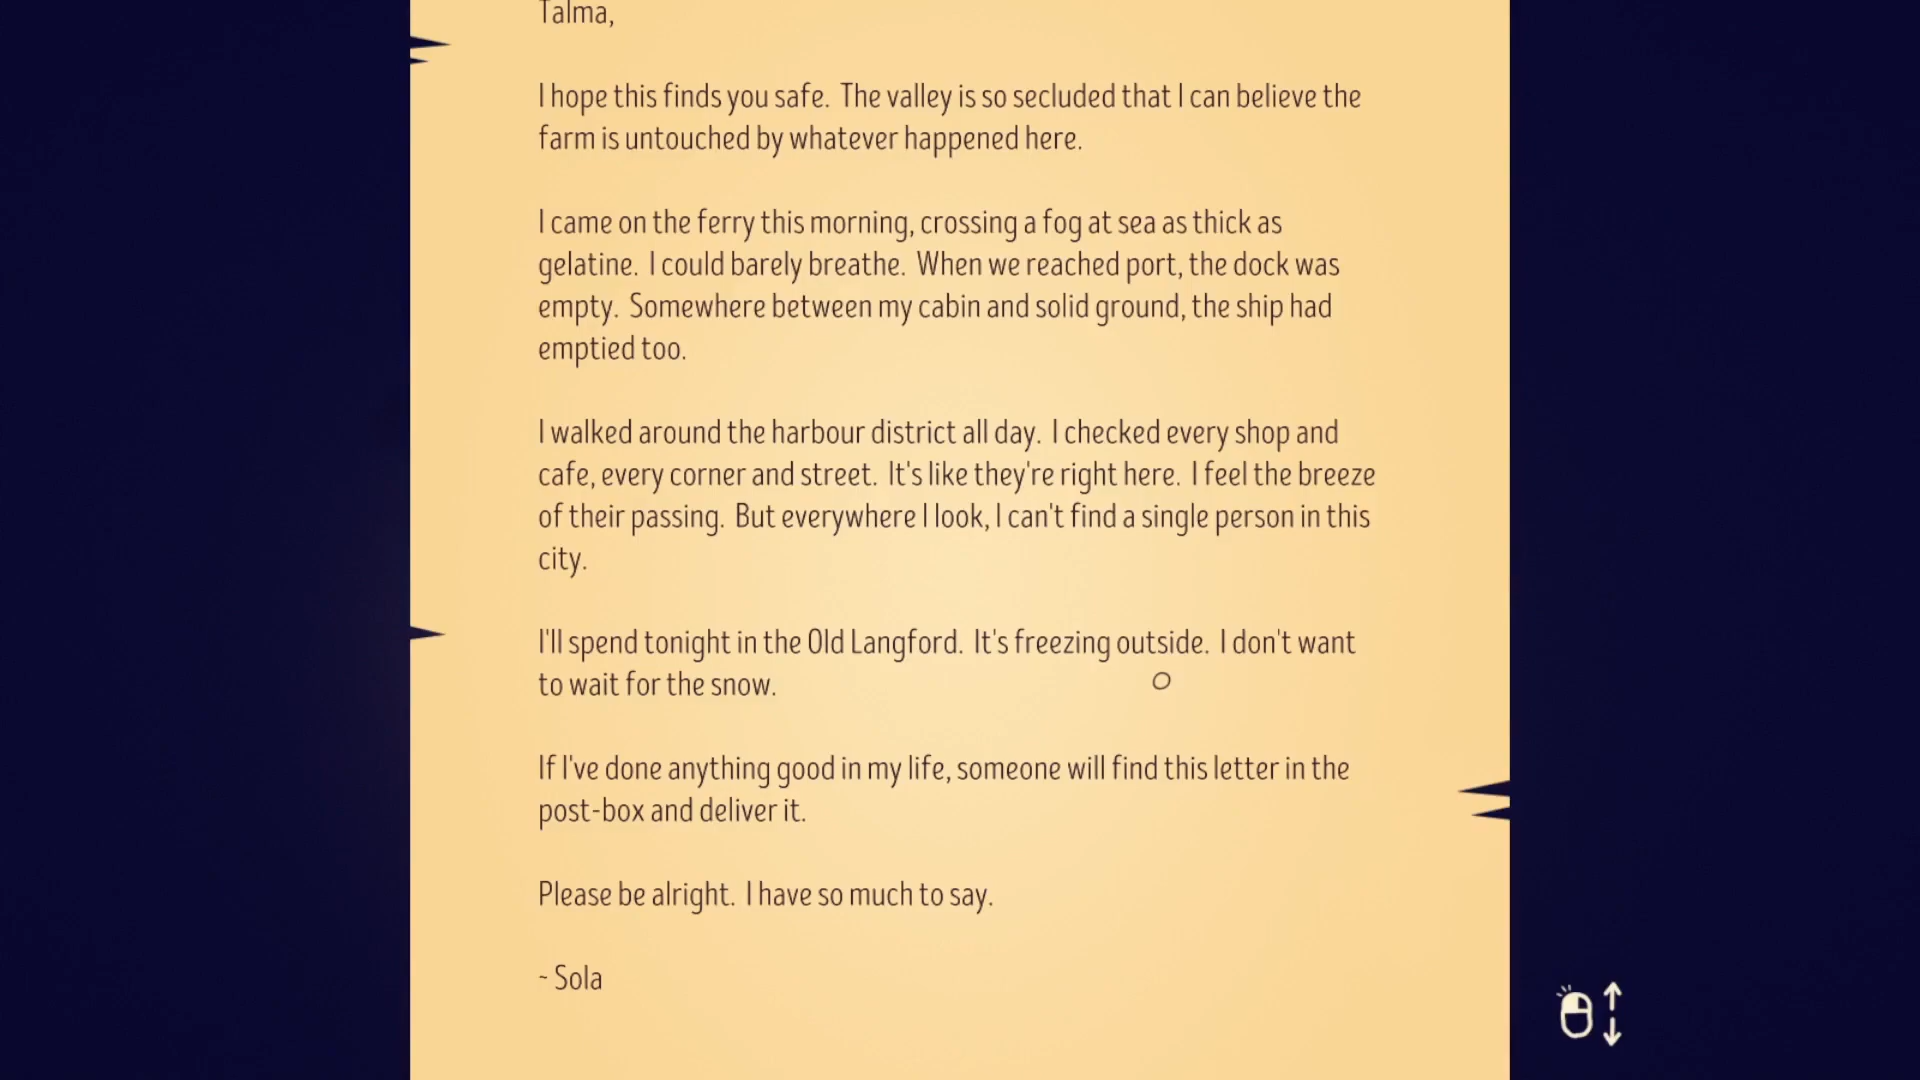 Talma,
I hope this finds you safe.  The valley is so secluded that I can believe the
farm is untouched by whatever happened here.
I came on the ferry this morning, crossing a fog at sea as thick as
gelatine.  I could barely breathe.  When we reached port, the dock was
empty.  Somewhere between my cabin and solid ground, the ship had
emptied too.
I walked around the harbour district all day.  I checked every shop and
cafe, every corner and street.  It's like they're right here.  I feel the breeze
of their passing.  But everywhere I look, I can't find a single person in this
city.
I'll spend tonight in the Old Langford.  It's freezing outside.  I don't want
to wait for the snow.
If I've done anything good in my life, someone will find this letter in the
post-box and deliver it.
Please be alright.  I have so much to say.
~ Sola